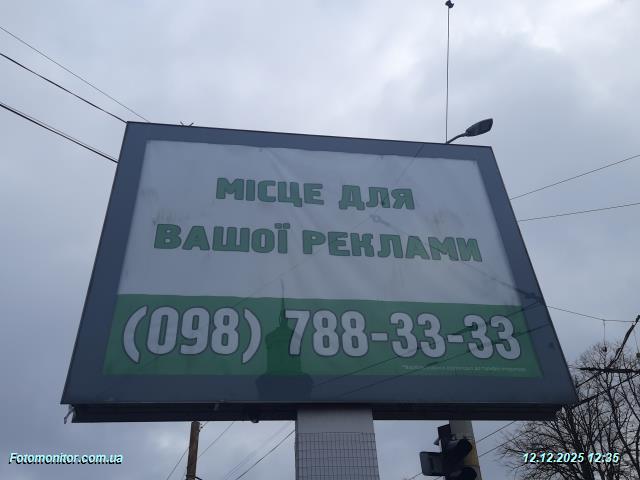 МІСЦЕ ДЛЯ
ВАШОЇ РЕКЛАМИ
(098) 788-33-33
Fotomonitor.com.ua
12.12.2025 12:35